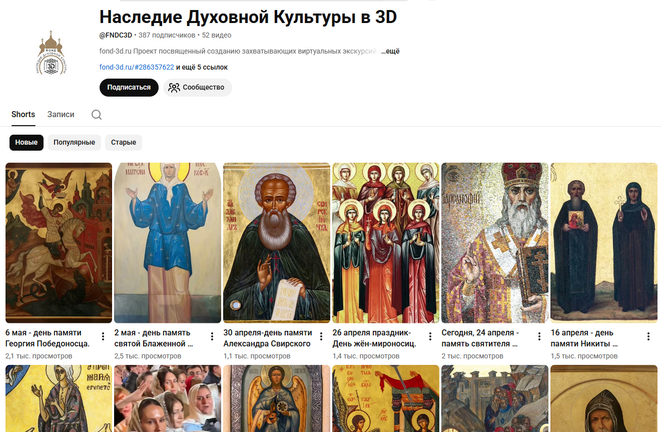 Наследие Духовной Культуры в 3D
@FNDC3D • 387 подписчиков • 52 видео
fond-3d.ru Проект посвященный созданию захватывающих виртуальных экскурсий ...ещё
fond-3d.ru/#286357622 и ещё 5 ссылок
Подписаться
Сообщество
Shorts Записи
Новые Популярные Старые
6 мая - день памяти
Георгия Победоносца.
2,1 тыс. просмотров
2 мая - день память
святой Блаженной ...
2,5 тыс. просмотров
30 апреля-день памяти
Александра Свирского
1,1 тыс. просмотров
26 апреля праздник-
День жён-мироносиц.
1,4 тыс. просмотров
Сегодня, 24 апреля -
память святителя ...
2 тыс. просмотров
16 апреля - день
памяти Никиты ...
1,5 тыс. просмотров